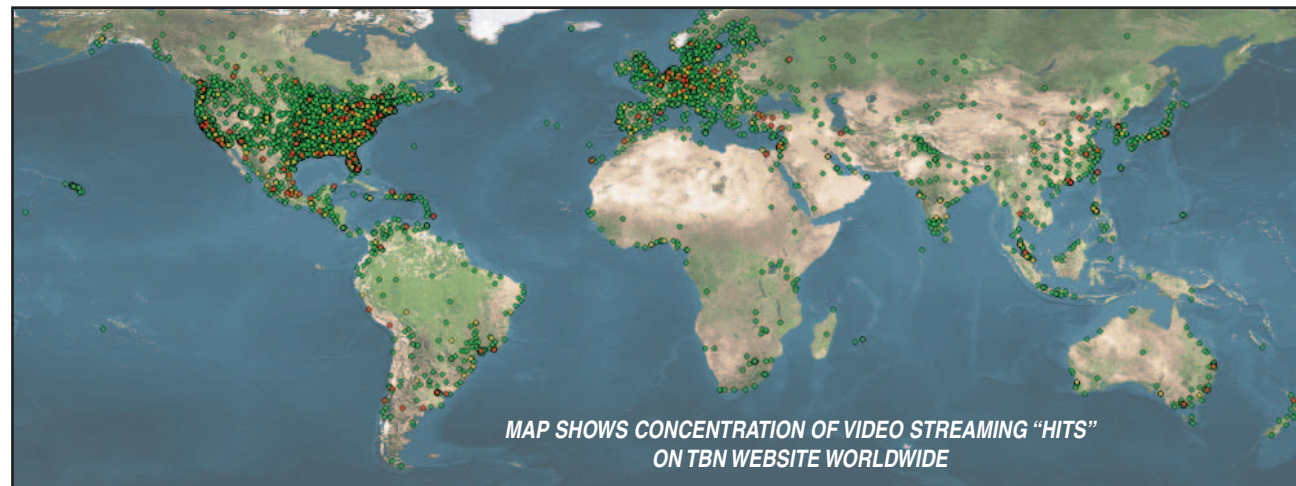 MAP SHOWS CONCENTRATION OF VIDEO STREAMING “HITS”
ON TBN WEBSITE WORLDWIDE